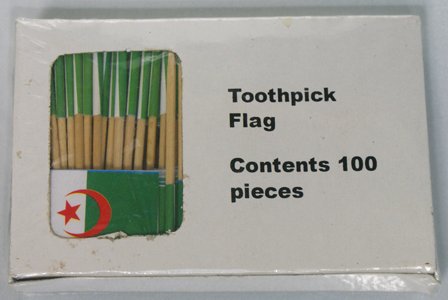 Toothpick
Flag
Contents 100
pieces